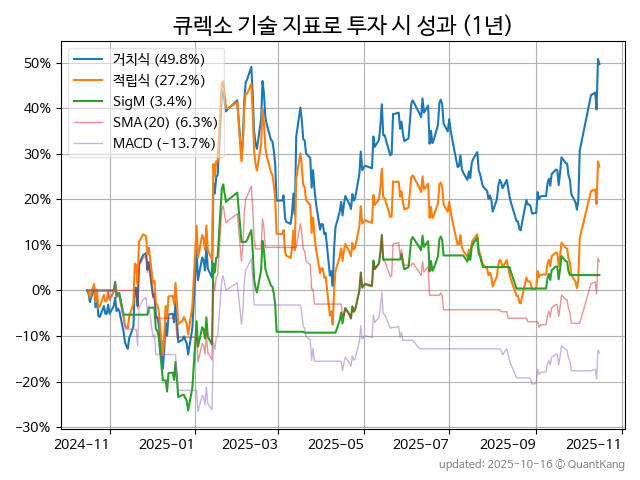 큐렉소 기술 지표로 투자 시 성과 (1년)
거치식 (49.8%)
적립식 (27.2%)
SigM (3.4%)
SMA(20) (6.3%)
MACD (−13.7%)
50%
40%
30%
20%
10%
0%
−10%
−20%
−30%
2024-11 2025-01 2025-03 2025-05 2025-07 2025-09 2025-11
updated: 2025-10-16 © QuantKang